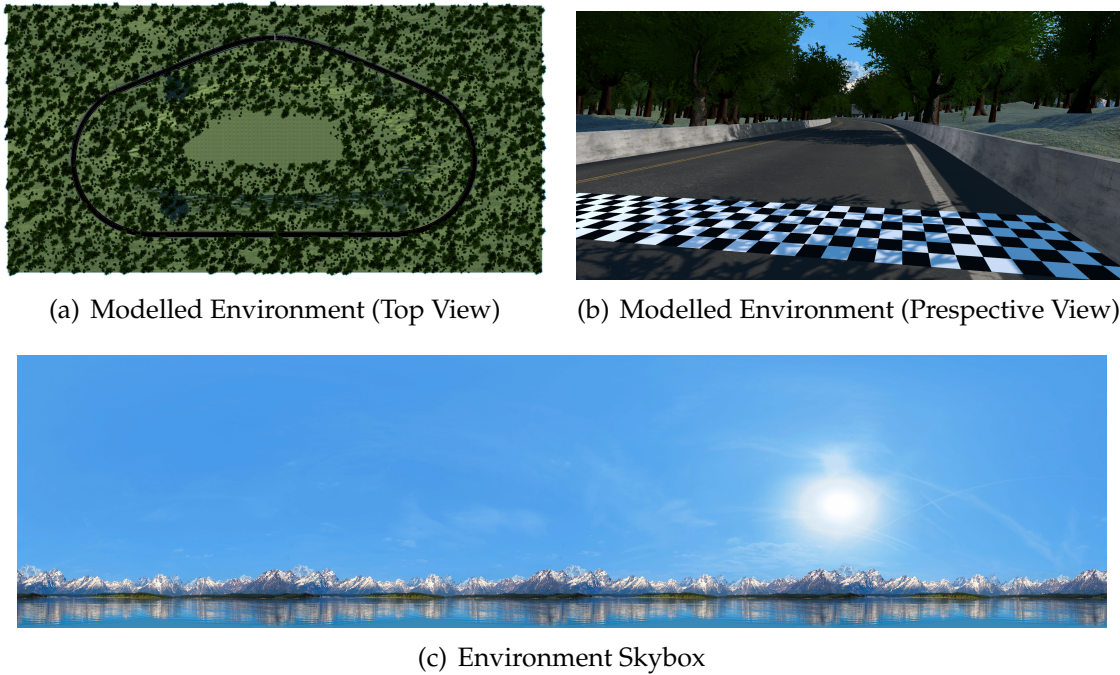 (a) Modelled Environment (Top View)
(b) Modelled Environment (Prespective View)
(c) Environment Skybox